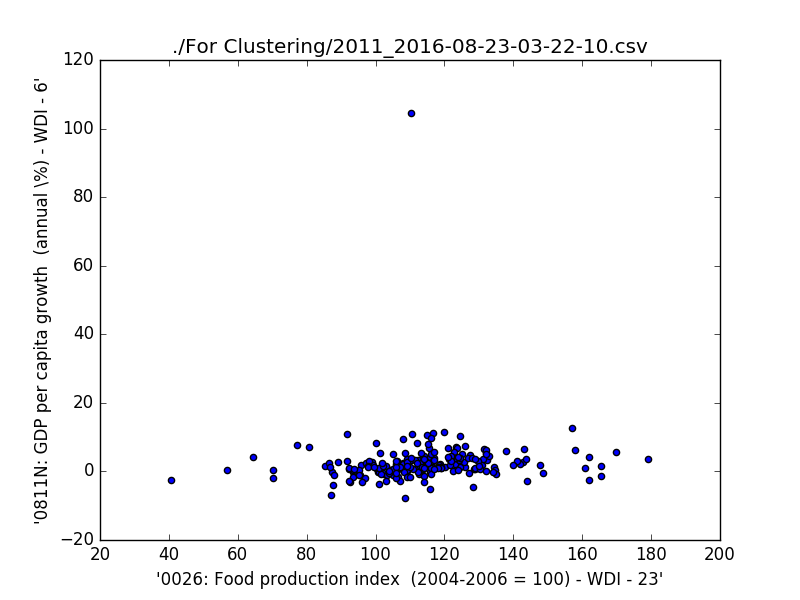 ./For Clustering/2011_2016-08-23-03-22-10.csv
'0811N: GDP per capita growth  (annual \%) - WDI - 6'
120
100
80
60
40
20
0
−20
20 40 60 80 100 120 140 160 180 200
'0026: Food production index  (2004-2006 = 100) - WDI - 23'